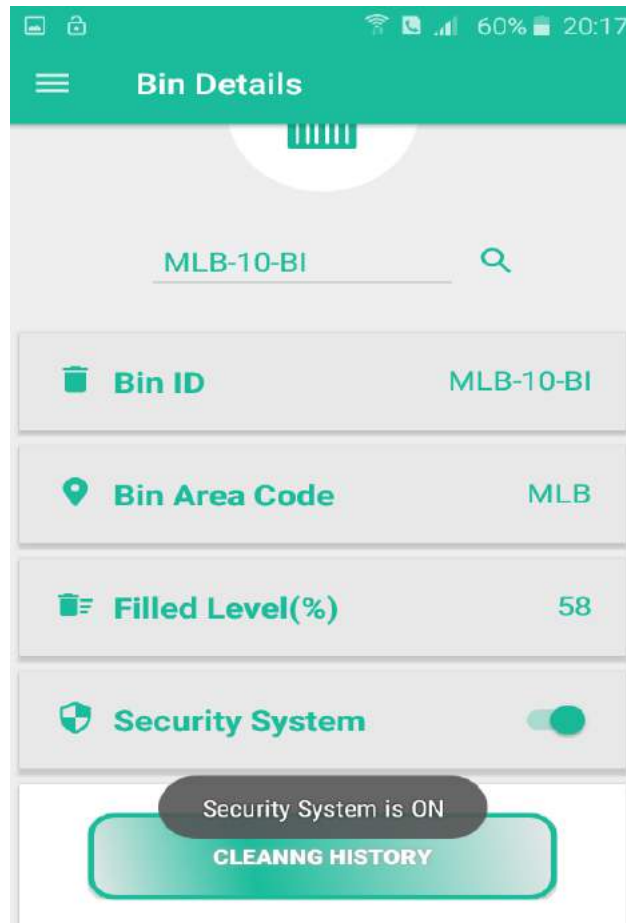 60% 20:17
Bin Details
MLB-10-BI
Bin ID MLB-10-BI
Bin Area Code MLB
Filled Level(%) 58
Security System
Security System is ON
CLEANNG HISTORY